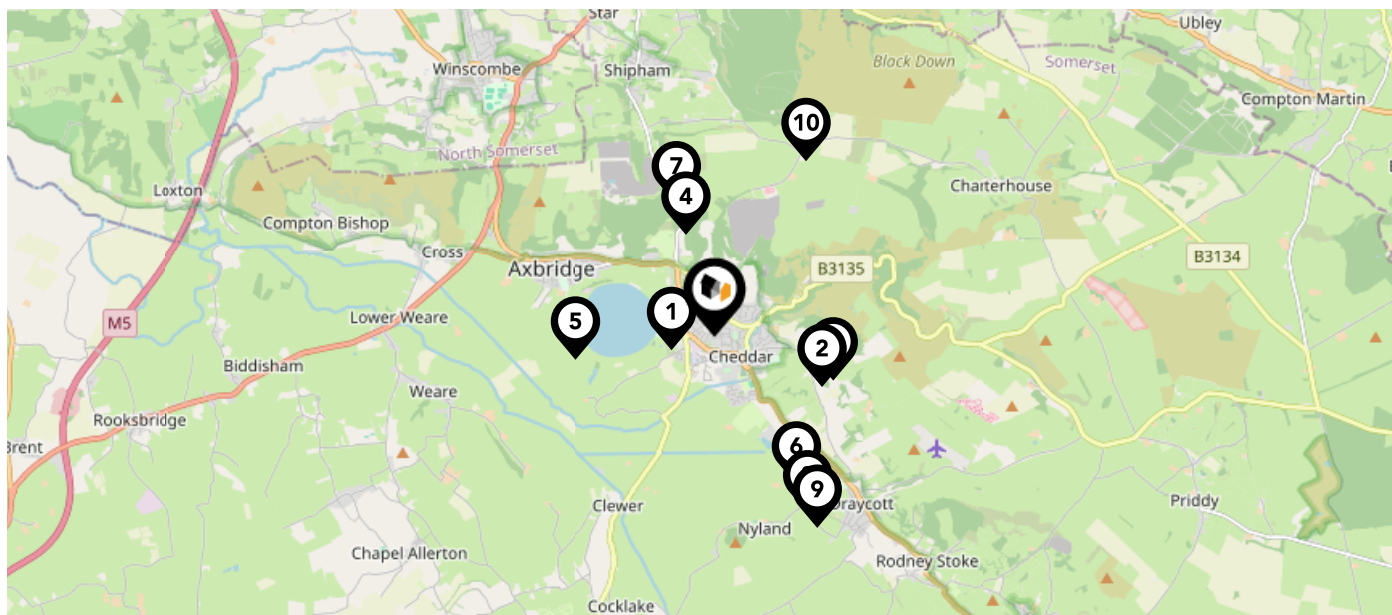 Star
Ubley
Winscombe
Shipham
Black Down
Somerset
Compton Martin
10
North Somerset
7
Loxton
4
Charterhouse
Compton Bishop
Cross
Axbridge
B3135
B3134
M5
Lower Weare
5
1
2
Cheddar
Biddisham
Weare
Rooksbridge
Brent
6
9
Draycott
Priddy
Clewer
Nyland
Chapel Allerton
Rodney Stoke
Cocklake